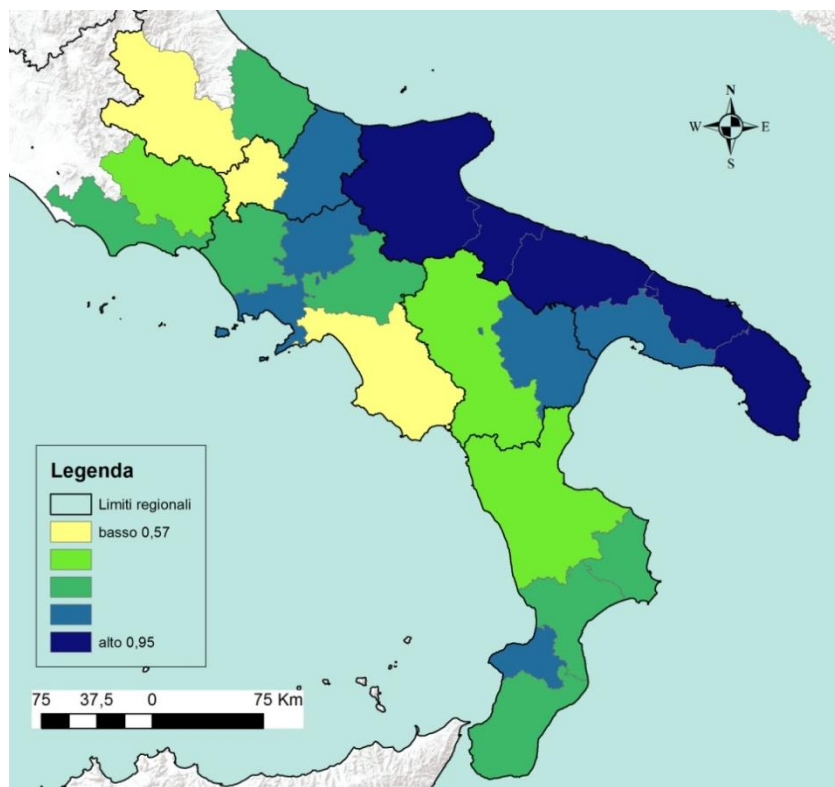 N
W E
S
Legenda
Limiti regionali
basso 0,57
alto 0,95
75 37,5 0 75 Km